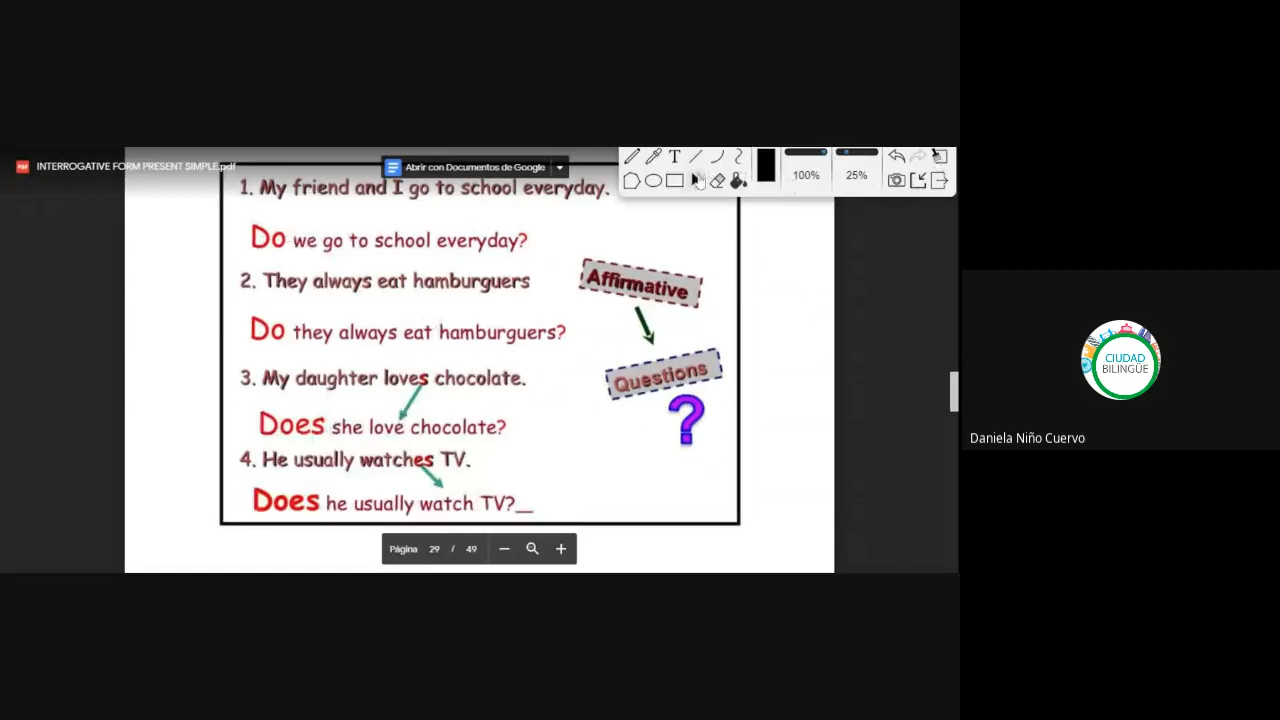 INTERROGATIVE FORM PRESENT SIMPLE.pdf
Abrir con Documentos de Google
T
100%
25%
1. My friend and I go to school everyday.
Do we go to school everyday?
2. They always eat hamburguers
Affirmative
Do they always eat hamburguers?
3. My daughter loves chocolate.
Questions
?
Does she love chocolate?
4. He usually watches TV.
Does he usually watch TV?__
Página 29 / 49
CIUDAD
BILINGÜE
Daniela Niño Cuervo